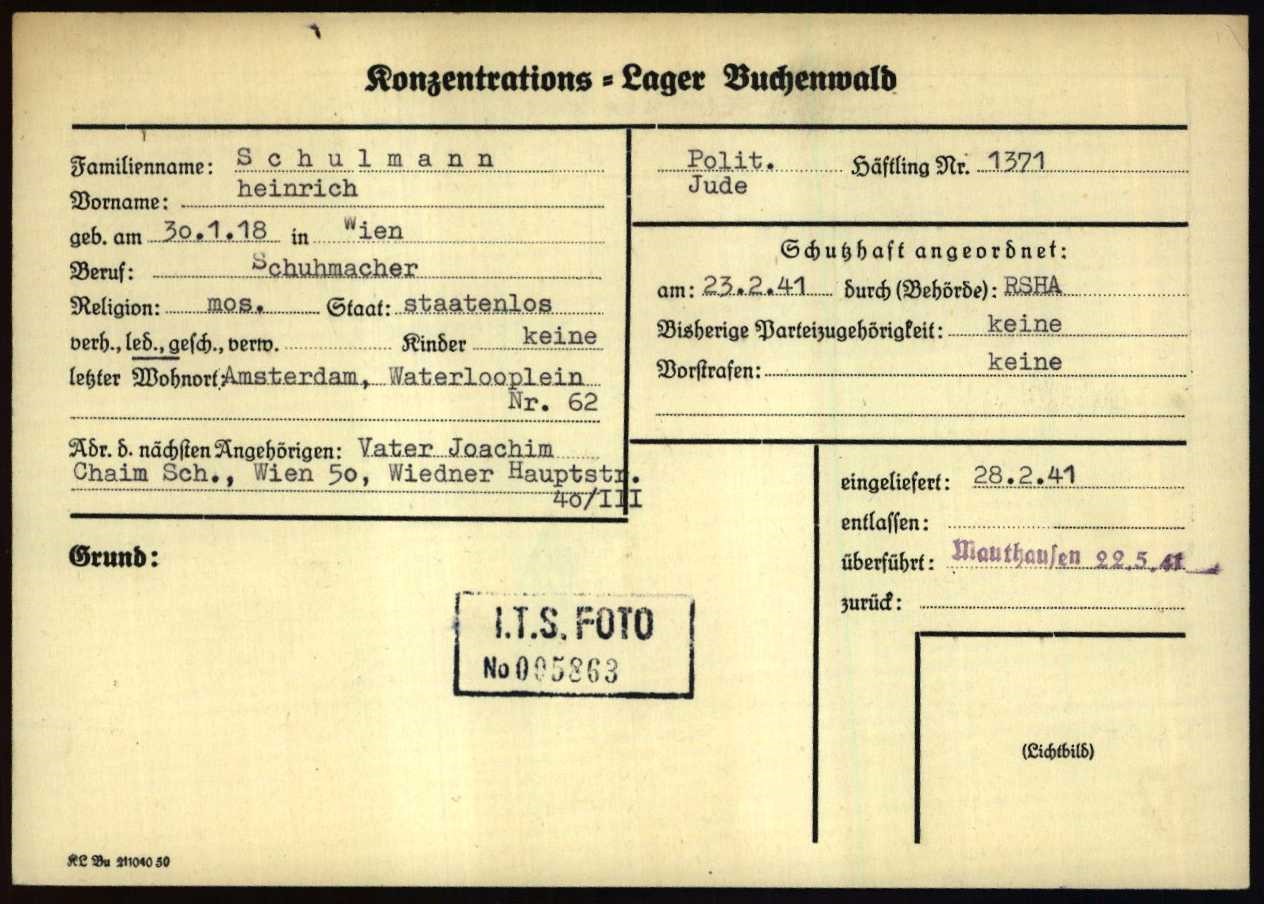 Konzentrations = Lager Buchenwald
Familienname: Schulmann
Vorname: heinrich
geb. am 30.1.18 in Wien
Beruf: Schuhmacher
Religion: mos. Staat: staatenlos
verh., led., gesch., verw. Kinder keine
letzter Wohnort: Amsterdam, Waterlooplein
Nr. 62
Adr. d. nächsten Angehörigen: Vater Joachim
Chaim Sch., Wien 50, Wiedner Hauptstr.
40/III
Polit. Häftling Nr. 1371
Jude
Schutzhaft angeordnet:
am: 23.2.41 durch (Behörde): RSHA
Bisherige Parteizugehörigkeit: keine
Vorstrafen: keine
Grund:
eingeliefert: 28.2.41
entlassen:
überführt: Mauthausen 22.5.41
zurück:
I.T.S. FOTO
No 005863
(Lichtbild)
KL Bu 211040 50